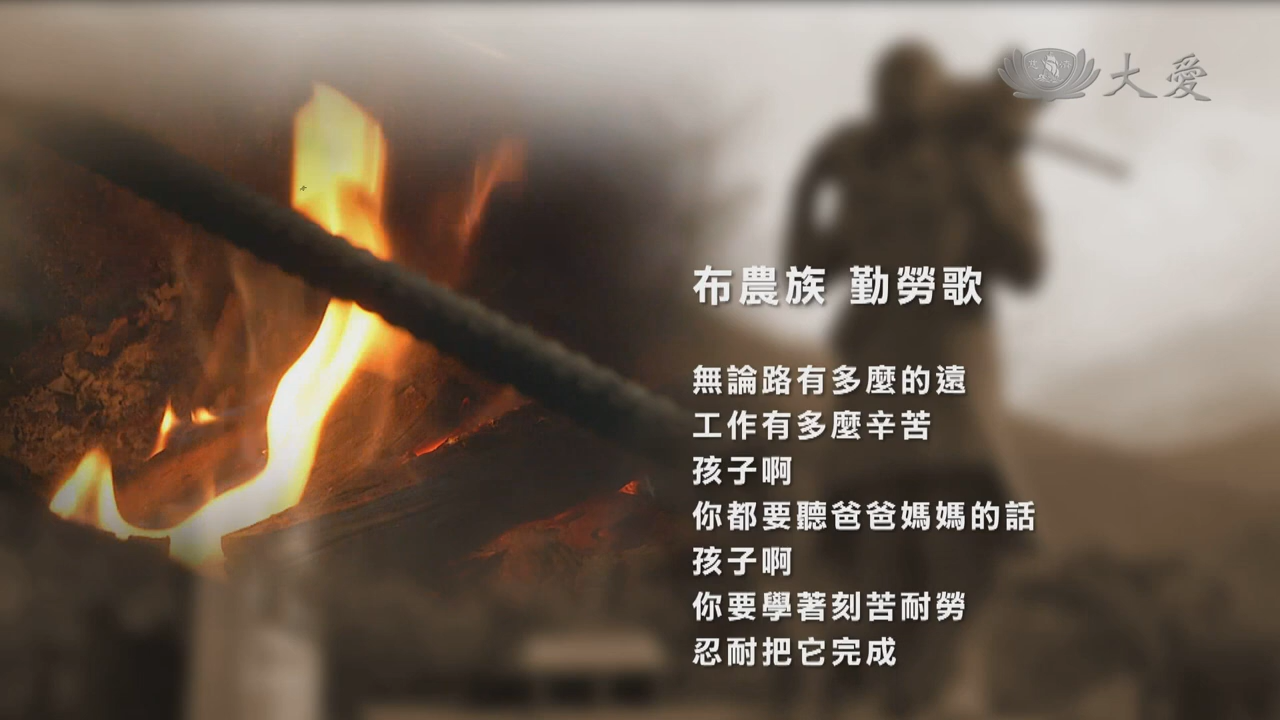 大愛
布農族 勤勞歌
無論路有多麼的遠
工作有多麼辛苦
孩子啊
你都要聽爸爸媽媽的話
孩子啊
你要學著刻苦耐勞
忍耐把它完成